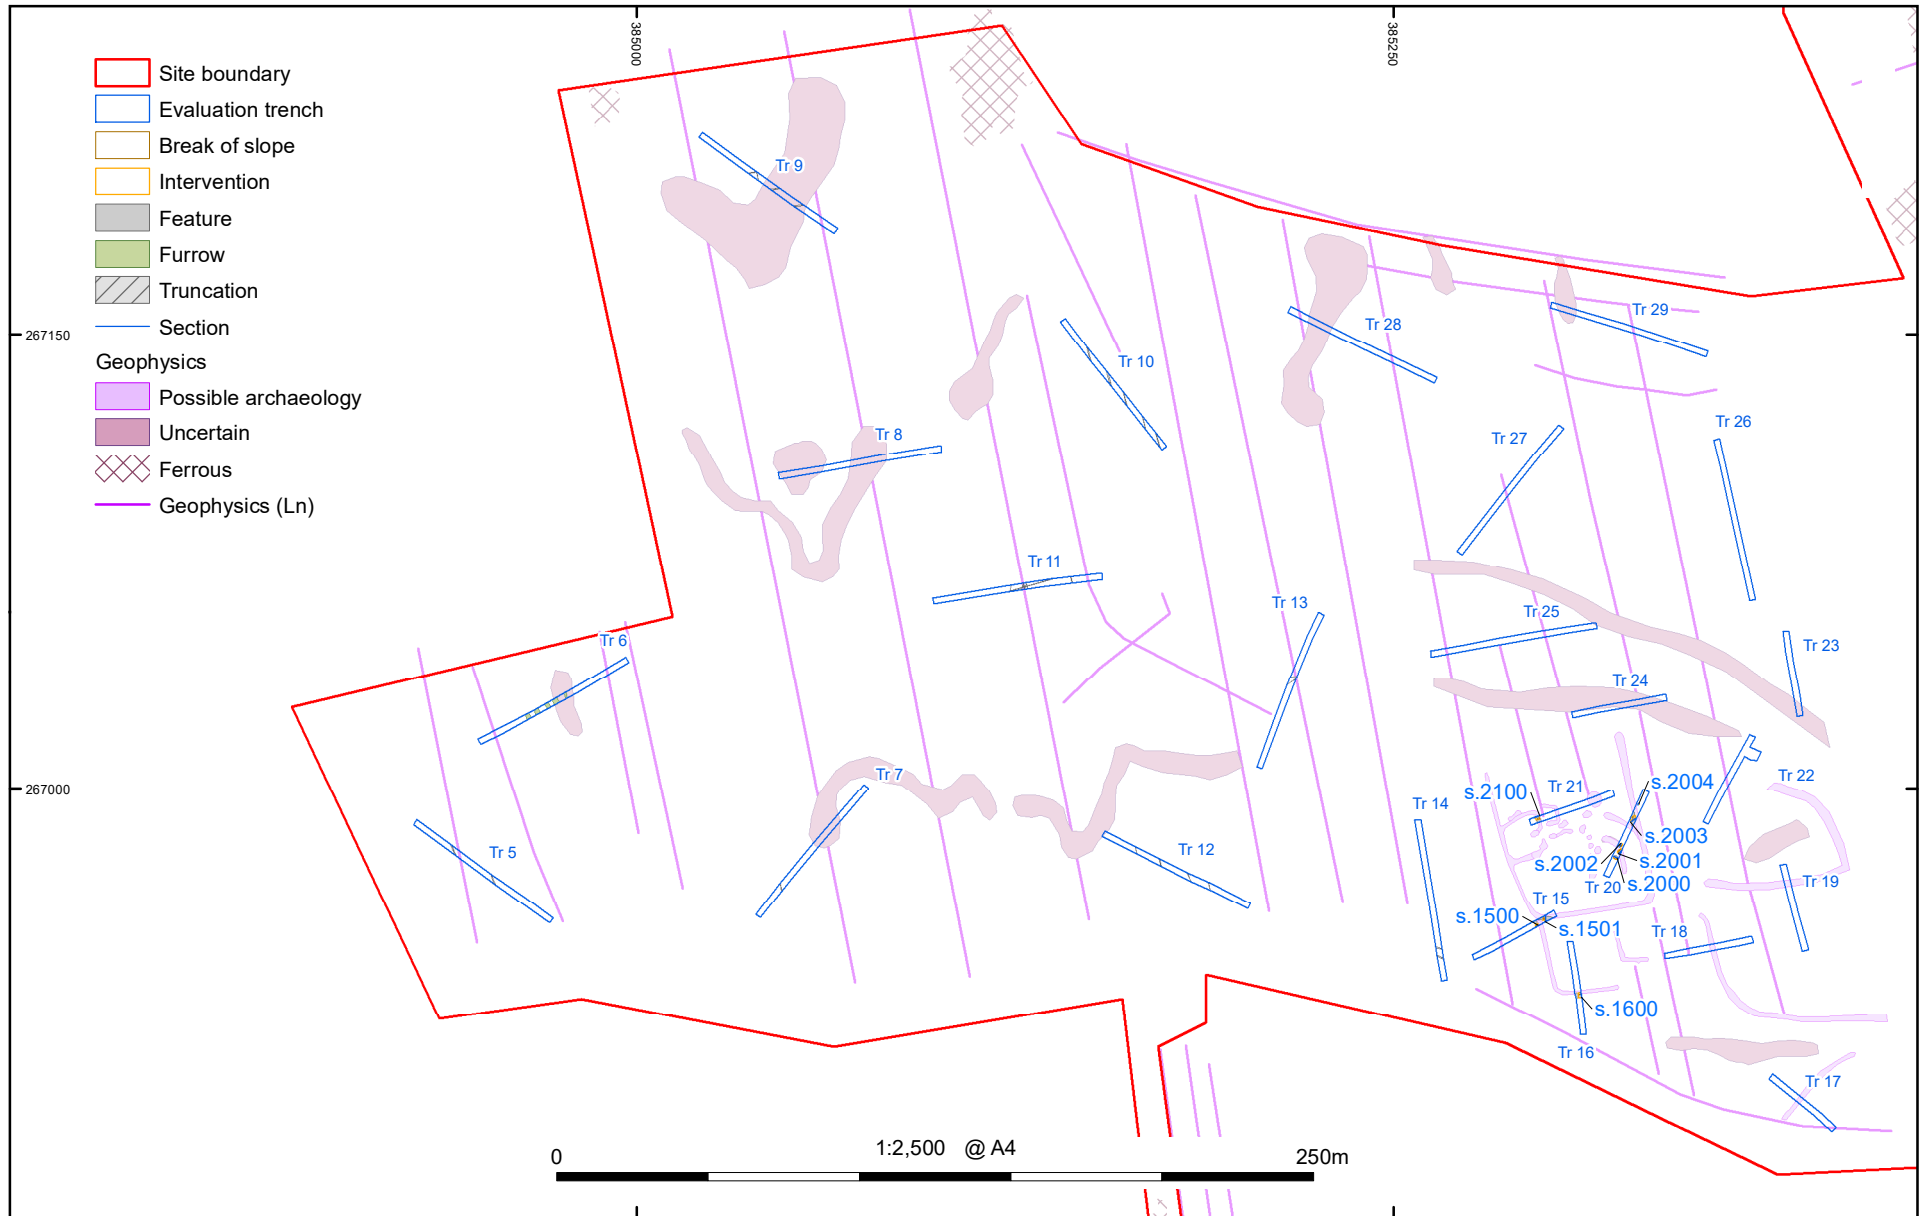 385000
385250
Site boundary
Evaluation trench
Break of slope
Intervention
Feature
Furrow
Truncation
Section
Geophysics
Possible archaeology
Uncertain
Ferrous
Geophysics (Ln)
267150
267000
Tr 9
Tr 10
Tr 28
Tr 29
Tr 8
Tr 27
Tr 26
Tr 11
Tr 13
Tr 25
Tr 6
Tr 23
Tr 24
Tr 7
Tr 22
Tr 21
s.2004
s.2100
Tr 14
s.2003
Tr 5
Tr 12
s.2002
s.2001
Tr 20
s.2000
Tr 19
Tr 15
s.1500
s.1501
Tr 18
s.1600
Tr 16
Tr 17
1:2,500 @ A4
0
250m